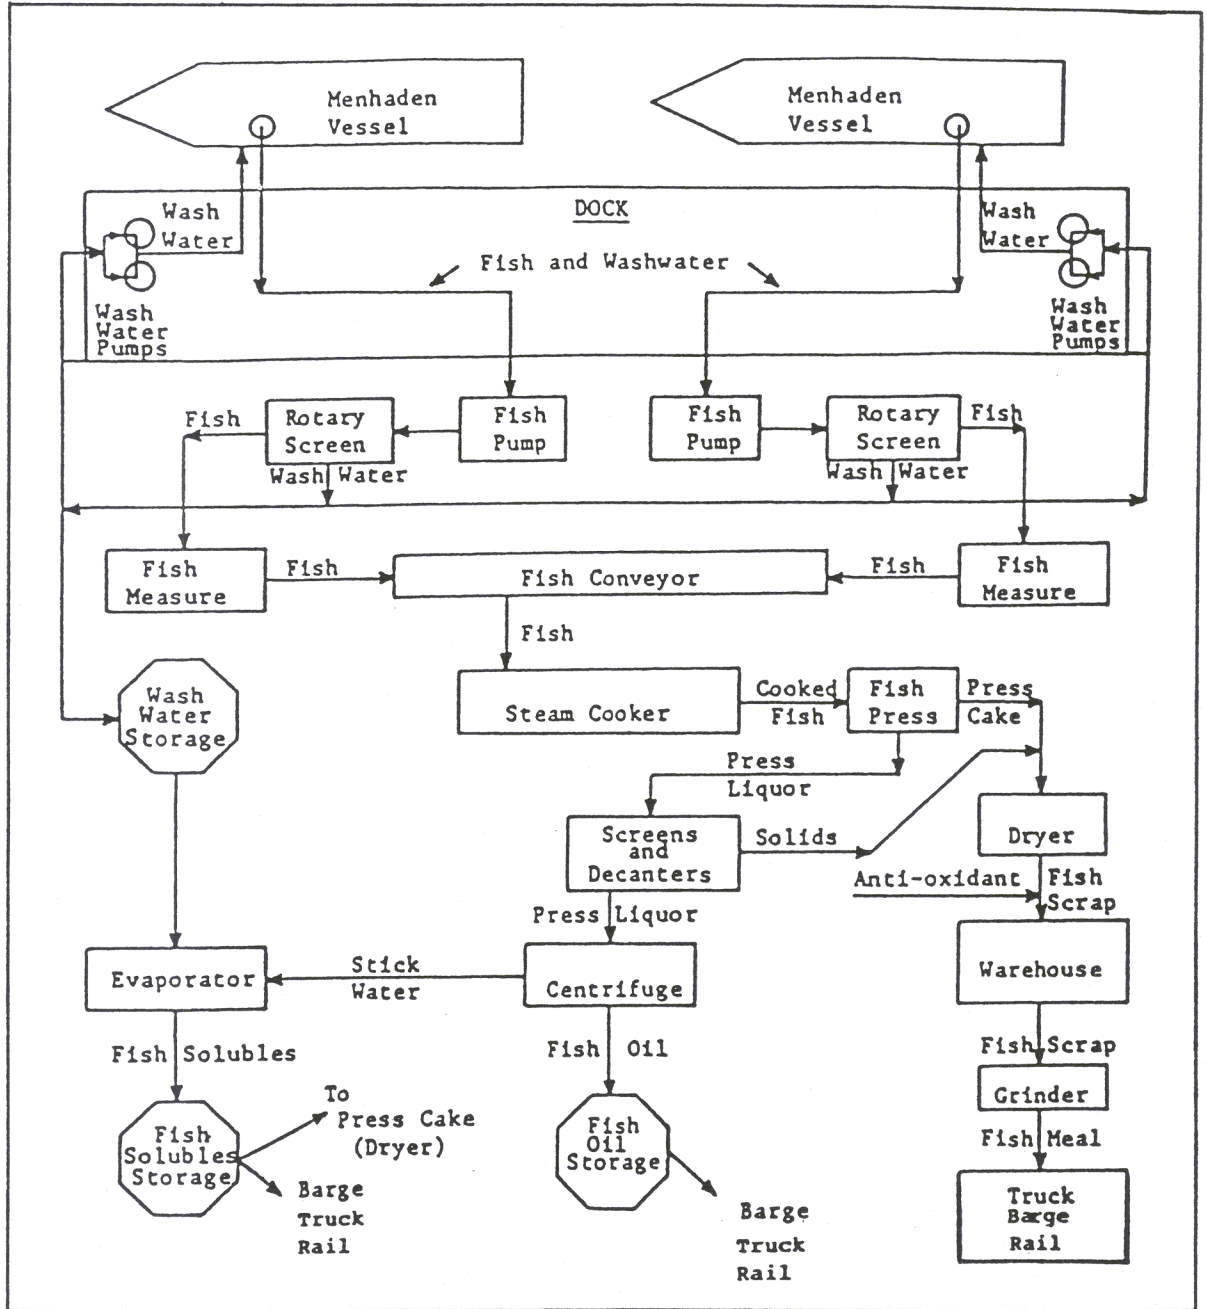 Menhaden
Vessel
Menhaden
Vessel
DOCK
Wash
Water
Wash
Water
Fish and Washwater
Wash
Water
Pumps
Wash
Water
Pumps
Fish
Rotary
Screen
Fish
Pump
Fish
Pump
Rotary
Screen
Fish
Wash Water
Wash Water
Fish
Measure
Fish
Fish Conveyor
Fish
Fish
Measure
Fish
Wash
Water
Storage
Steam Cooker
Cooked
Fish
Fish
Press
Press
Cake
Press
Liquor
Screens
and
Decanters
Solids
Dryer
Anti-oxidant
Fish
Scrap
Press Liquor
Evaporator
Stick
Water
Centrifuge
Warehouse
Fish Solubles
Fish Oil
Fish Scrap
Grinder
To
Press Cake
(Dryer)
Fish
Solubles
Storage
Fish
Oil
Storage
Fish Meal
Barge
Truck
Rail
Barge
Truck
Rail
Truck
Barge
Rail